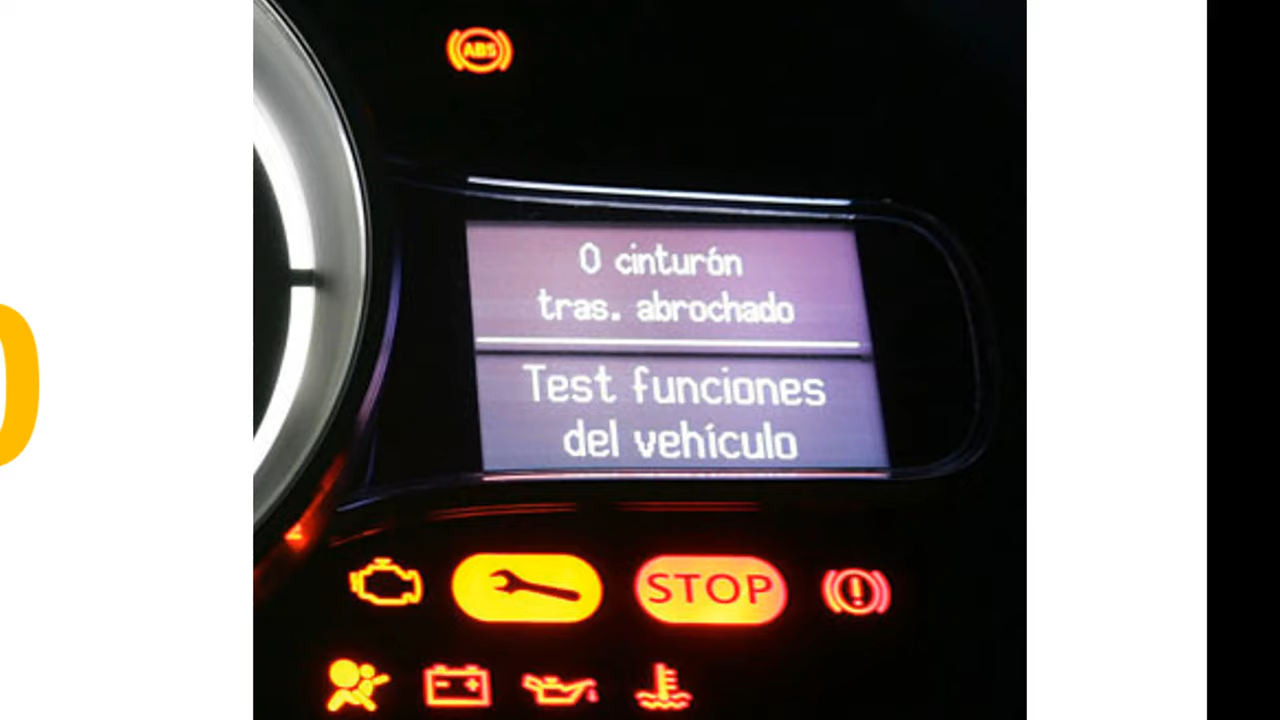 ABS
0 cinturón
tras. abrochado
Test funciones
del vehículo
STOP